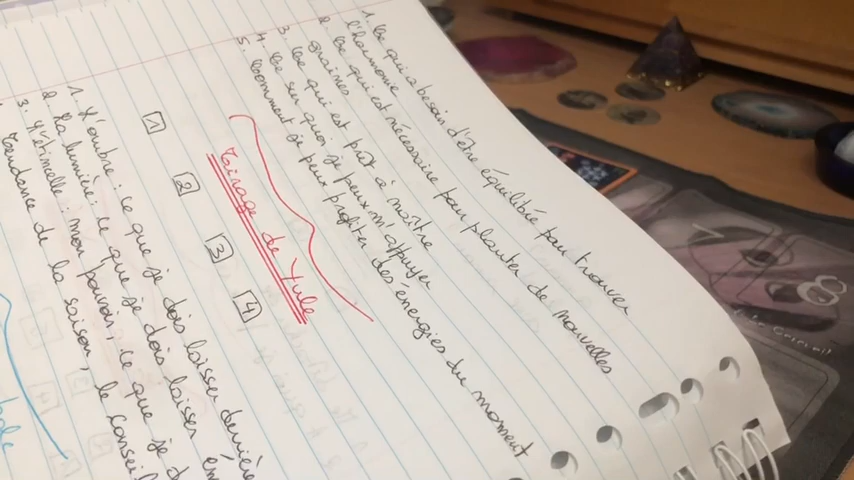 1. Ce qui a besoin d'être équilibré pour trouver
l'harmonie
2. Ce qui est nécessaire pour planter de nouvelles
graines
3. Ce qui est prêt à naître
4. Ce sur quoi je peux m'appuyer
5. Comment je peux profiter des énergies du moment
Tirage de Yule
1 2 3 4
1. L'ombre : ce que je dois laisser derrière
2. La lumière : ce que je dois laisser
3. L'étincelle : mon pouvoir, ce que je
Tendance de la saison, le conseil